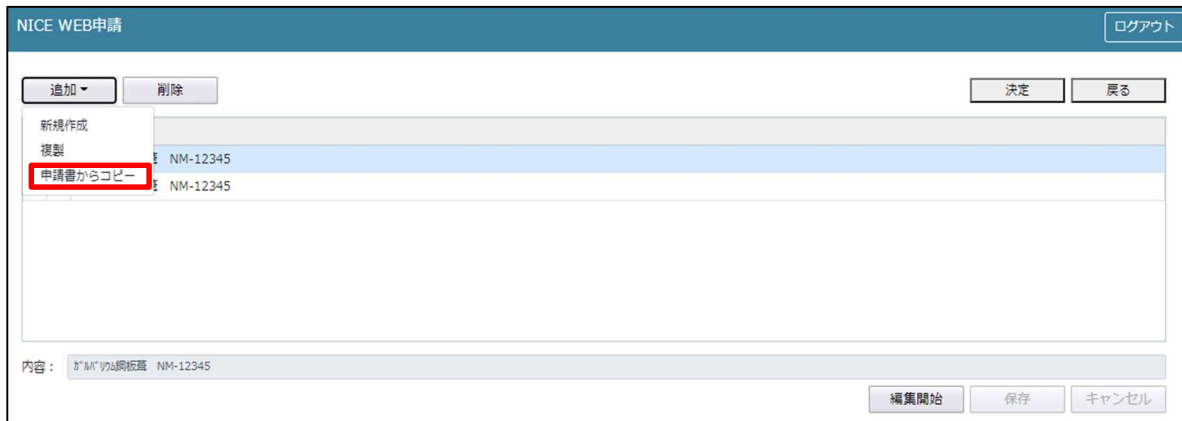 NICE WEB申請
ログアウト
追加
削除
決定
戻る
新規作成
複製
申請書からコピー
NM-12345
NM-12345
内容：
ｶﾞﾙﾊﾞﾘｳﾑ鋼板葺 NM-12345
編集開始
保存
キャンセル